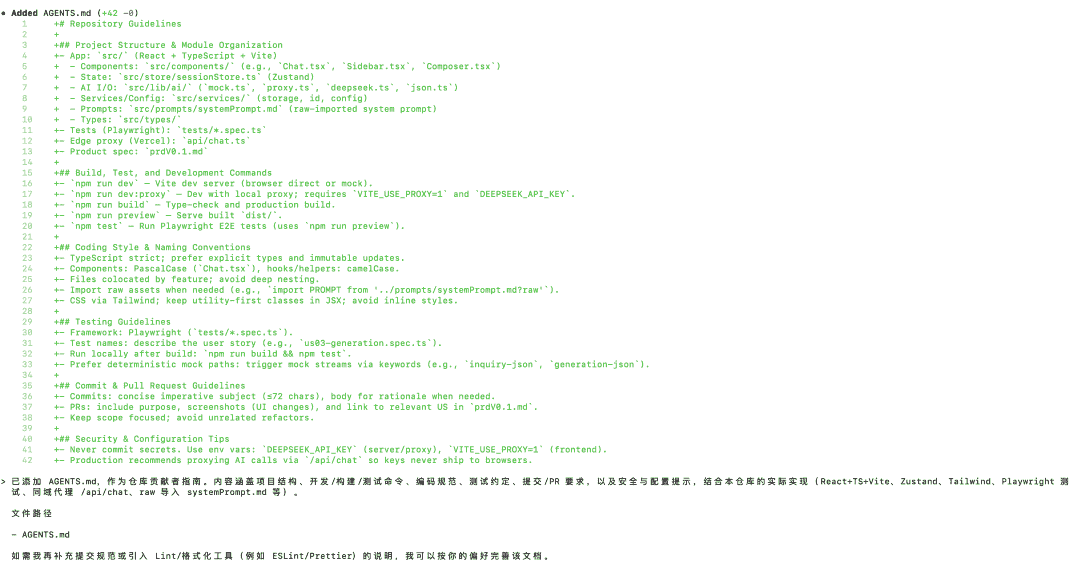 • Added AGENTS.md (+42 -0)
1 +# Repository Guidelines
2 +
3 +## Project Structure & Module Organization
4 +- App: `src/` (React + TypeScript + Vite)
5 +  - Components: `src/components/` (e.g., `Chat.tsx`, `Sidebar.tsx`, `Composer.tsx`)
6 +  - State: `src/store/sessionStore.ts` (Zustand)
7 +  - AI I/O: `src/lib/ai/` (`mock.ts`, `proxy.ts`, `deepseek.ts`, `json.ts`)
8 +  - Services/Config: `src/services/` (storage, id, config)
9 +  - Prompts: `src/prompts/systemPrompt.md` (raw-imported system prompt)
10 +  - Types: `src/types/`
11 +- Tests (Playwright): `tests/*.spec.ts`
12 +- Edge proxy (Vercel): `api/chat.ts`
13 +- Product spec: `prdV0.1.md`
14 +
15 +## Build, Test, and Development Commands
16 +- `npm run dev` — Vite dev server (browser direct or mock).
17 +- `npm run dev:proxy` — Dev with local proxy; requires `VITE_USE_PROXY=1` and `DEEPSEEK_API_KEY`.
18 +- `npm run build` — Type-check and production build.
19 +- `npm run preview` — Serve built `dist/`.
20 +- `npm test` — Run Playwright E2E tests (uses `npm run preview`).
21 +
22 +## Coding Style & Naming Conventions
23 +- TypeScript strict; prefer explicit types and immutable updates.
24 +- Components: PascalCase (`Chat.tsx`), hooks/helpers: camelCase.
25 +- Files colocated by feature; avoid deep nesting.
26 +- Import raw assets when needed (e.g., `import PROMPT from '../prompts/systemPrompt.md?raw'`).
27 +- CSS via Tailwind; keep utility-first classes in JSX; avoid inline styles.
28 +
29 +## Testing Guidelines
30 +- Framework: Playwright (`tests/*.spec.ts`).
31 +- Test names: describe the user story (e.g., `us03-generation.spec.ts`).
32 +- Run locally after build: `npm run build && npm test`.
33 +- Prefer deterministic mock paths: trigger mock streams via keywords (e.g., `inquiry-json`, `generation-json`).
34 +
35 +## Commit & Pull Request Guidelines
36 +- Commits: concise imperative subject (≤72 chars), body for rationale when needed.
37 +- PRs: include purpose, screenshots (UI changes), and link to relevant US in `prdV0.1.md`.
38 +- Keep scope focused; avoid unrelated refactors.
39 +
40 +## Security & Configuration Tips
41 +- Never commit secrets. Use env vars: `DEEPSEEK_API_KEY` (server/proxy), `VITE_USE_PROXY=1` (frontend).
42 +- Production recommends proxying AI calls via `/api/chat` so keys never ship to browsers.
> 已添加 AGENTS.md，作为仓库贡献者指南。内容涵盖项目结构、开发/构建/测试命令、编码规范、测试约定、提交/PR 要求，以及安全与配置提示，结合本仓库的实际实现（React+TS+Vite、Zustand、Tailwind、Playwright 测
试、同域代理 /api/chat、raw 导入 systemPrompt.md 等）。
文件路径
- AGENTS.md
如需我再补充提交规范或引入 Lint/格式化工具（例如 ESLint/Prettier）的说明，我可以按你的偏好完善该文档。